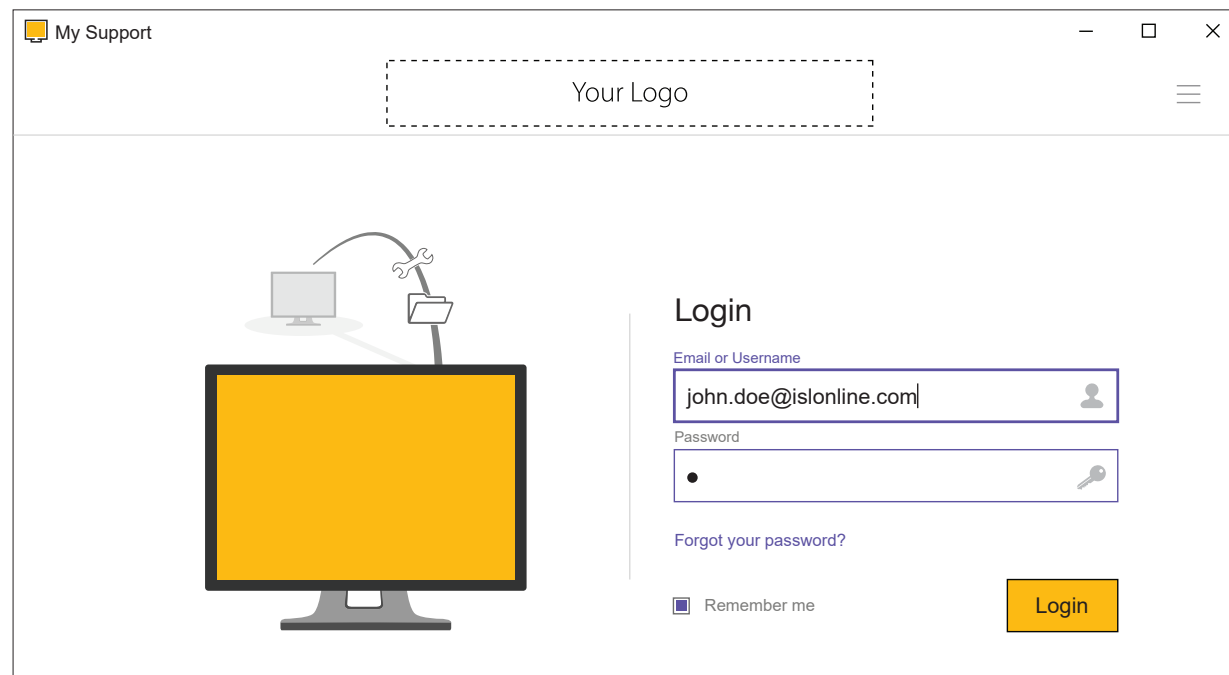 My Support
Your Logo
Login
Email or Username
john.doe@islonline.com
Password
Forgot your password?
Remember me
Login